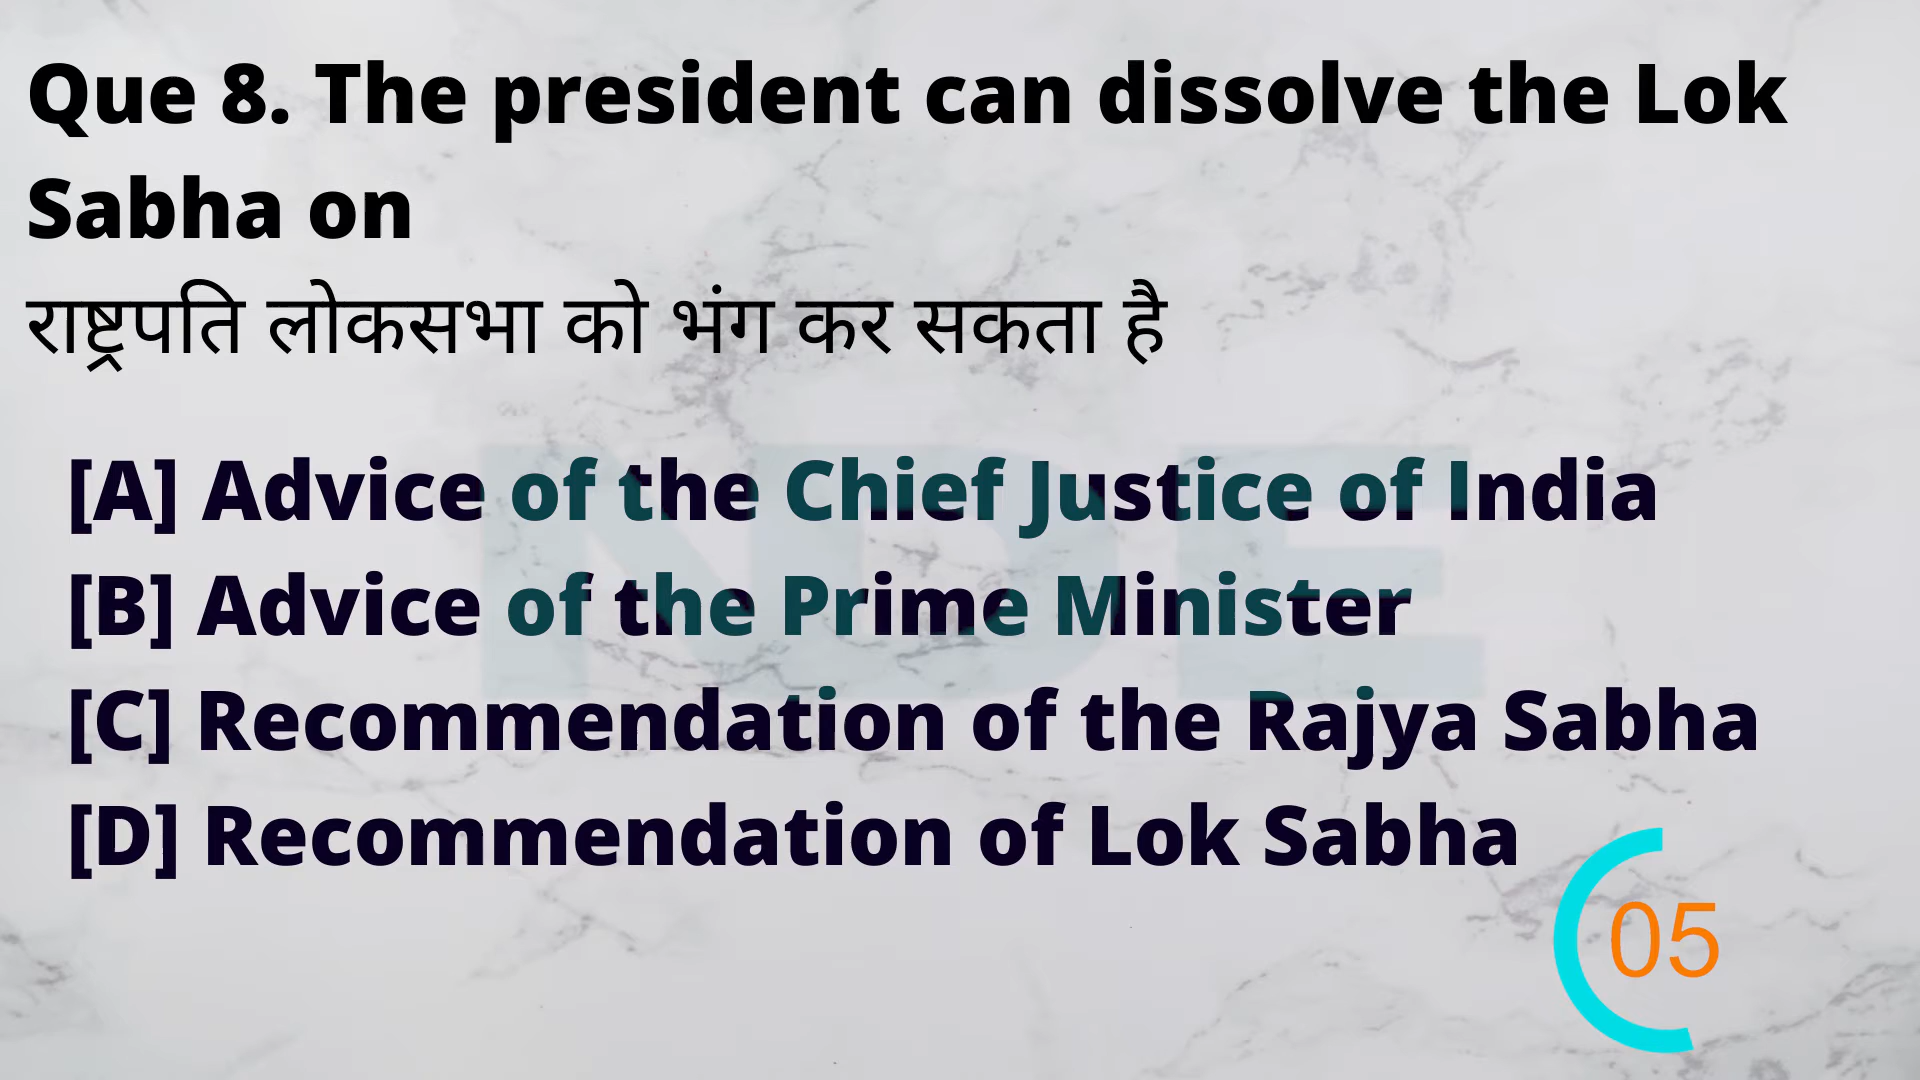 Que 8. The president can dissolve the Lok
Sabha on
राष्ट्रपति लोकसभा को भंग कर सकता है
[A] Advice of the Chief Justice of India
[B] Advice of the Prime Minister
[C] Recommendation of the Rajya Sabha
[D] Recommendation of Lok Sabha
05
NDE